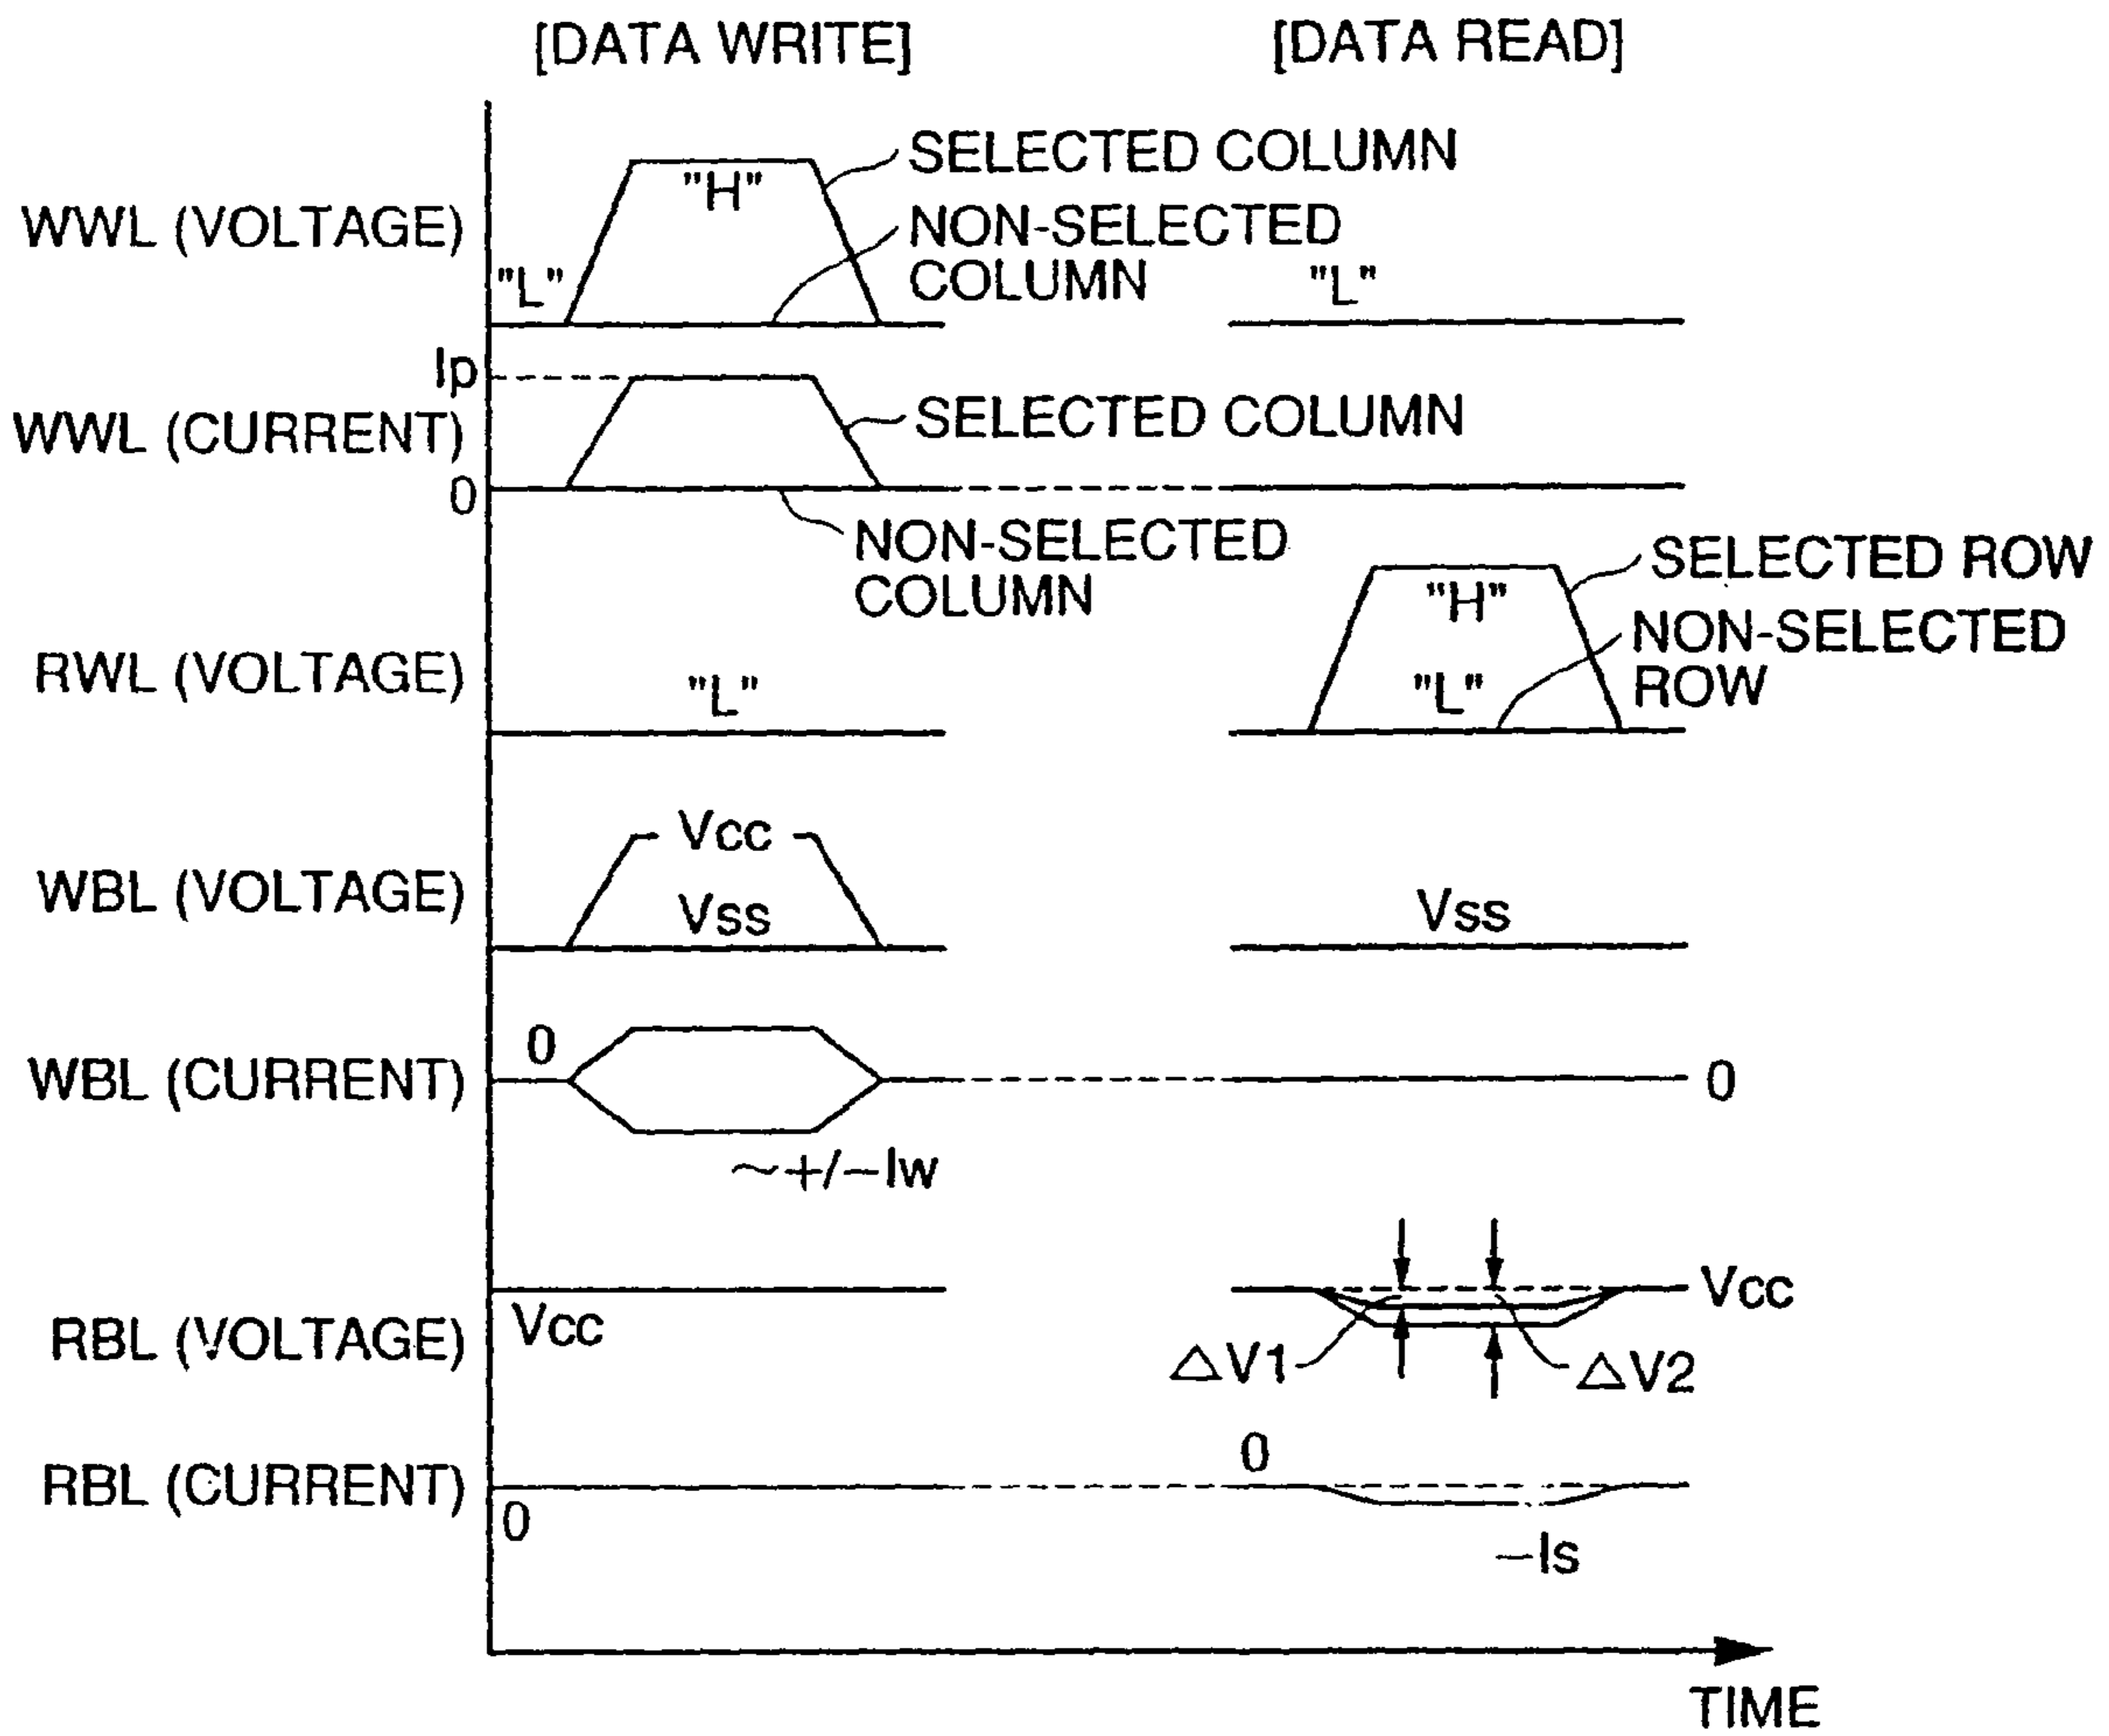 [DATA WRITE] [DATA READ]
SELECTED COLUMN
"H"
WWL (VOLTAGE)
NON-SELECTED
COLUMN
"L"
"L"
Ip
WWL (CURRENT)
SELECTED COLUMN
0
NON-SELECTED
COLUMN
SELECTED ROW
"H"
NON-SELECTED
ROW
RWL (VOLTAGE)
"L"
"L"
Vcc
WBL (VOLTAGE)
Vss
Vss
0
WBL (CURRENT)
0
~+/-Iw
Vcc
RBL (VOLTAGE)
Vcc
△V1
△V2
0
RBL (CURRENT)
0
-Is
TIME